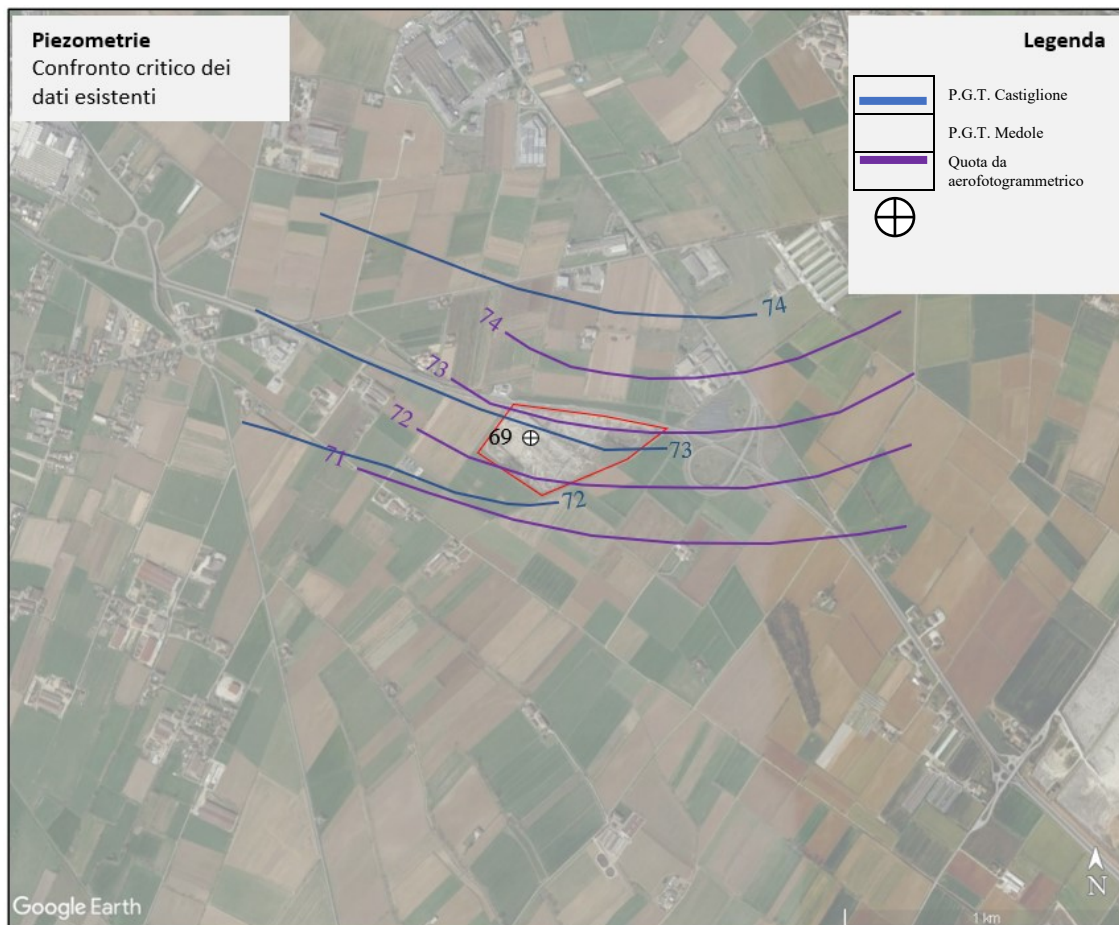 Piezometrie
Confronto critico dei
dati esistenti
Legenda
P.G.T. Castiglione
P.G.T. Medole
Quota da
aerofotogrammetrico
74
74
73
72
69
73
71
72
N
Google Earth
1 km